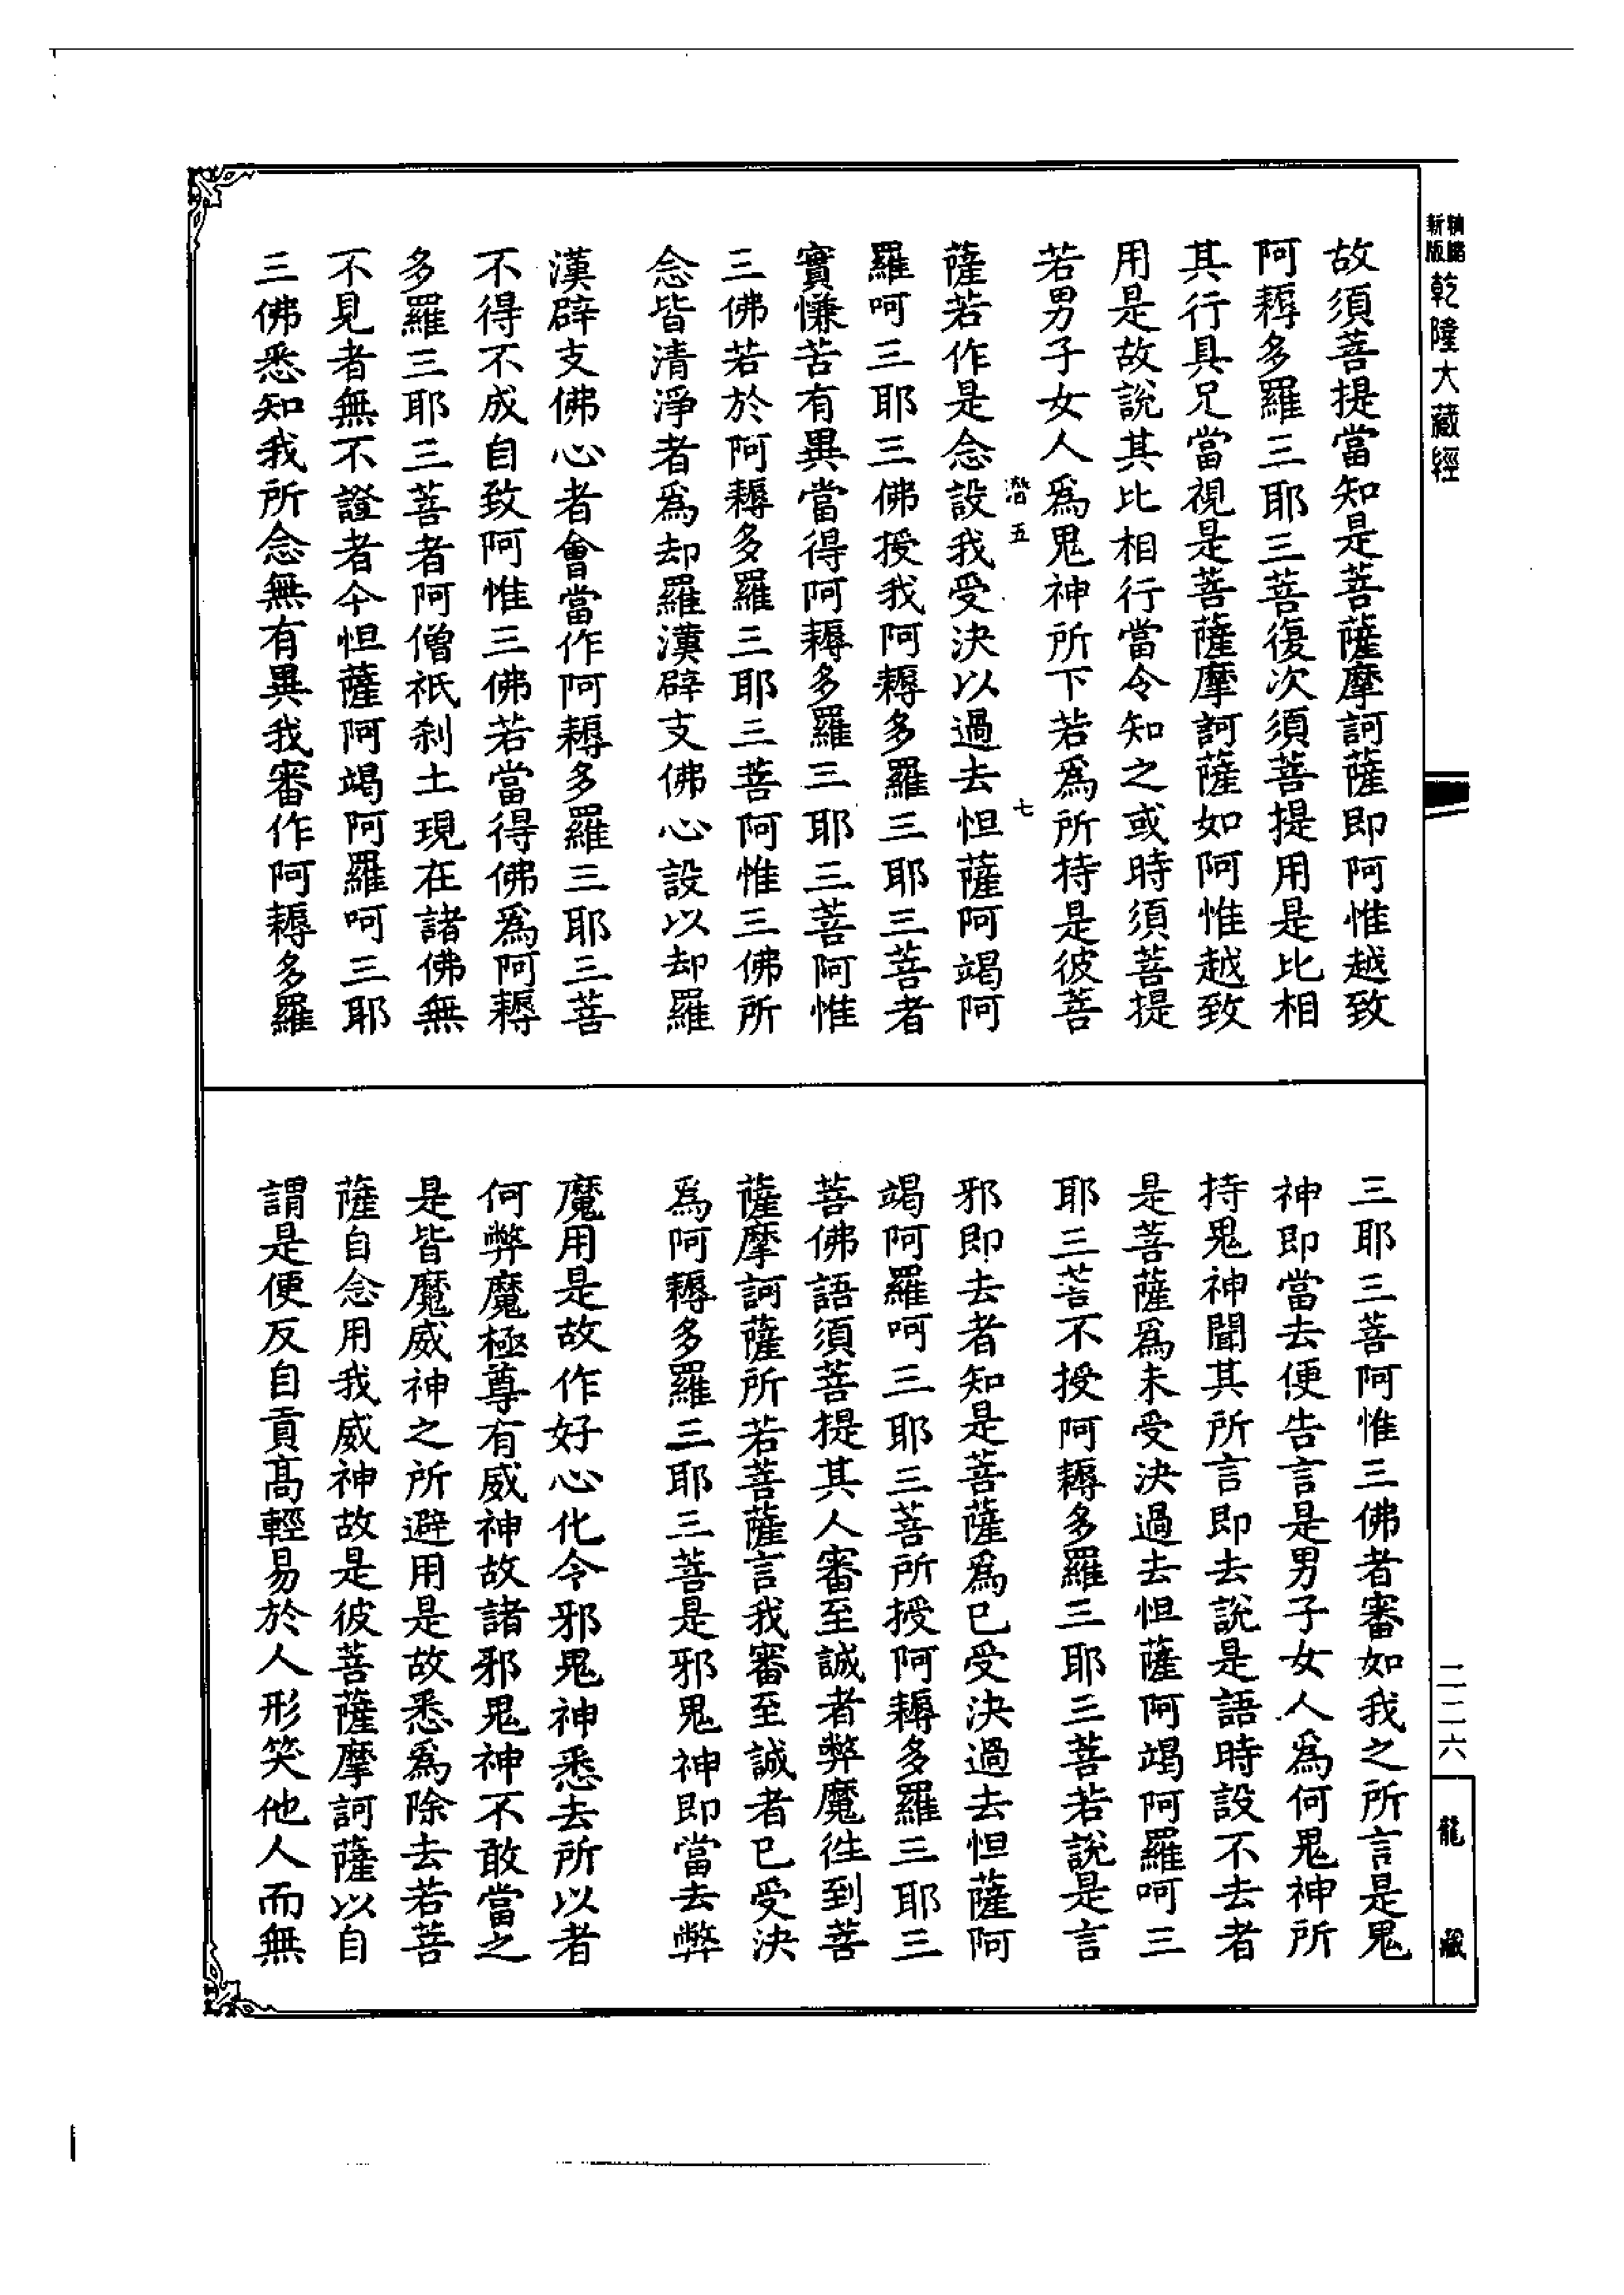 新版
精縮
乾隆大藏經
故須菩提當知是菩薩摩訶薩即阿惟越致
阿耨多羅三耶三菩復次須菩提用是比相
其行具足當視是菩薩摩訶薩如阿惟越致
用是故說其比相行當令知之或時須菩提
若男子女人為鬼神所下若為所持是彼菩
潜五
七
薩若作是念設我受決以過去怛薩阿竭阿
羅呵三耶三佛授我阿耨多羅三耶三菩者
實慊苦有異當得阿耨多羅三耶三菩阿惟
三佛若於阿耨多羅三耶三菩阿惟三佛所
念皆清淨者為却羅漢辟支佛心設以却羅
漢辟支佛心者會當作阿耨多羅三耶三菩
不得不成自致阿惟三佛若當得佛為阿耨
多羅三耶三菩者阿僧祇剎土現在諸佛無
不見者無不證者今怛薩阿竭阿羅呵三耶
三佛悉知我所念無有異我審作阿耨多羅
三耶三菩阿惟三佛者審如我之所言是鬼
神即當去便告言是男子女人為何鬼神所
持鬼神聞其所言即去說是語時設不去者
是菩薩為未受決過去怛薩阿竭阿羅呵三
耶三菩不授阿耨多羅三耶三菩若說是言
邪即去者知是菩薩為已受決過去怛薩阿
竭阿羅呵三耶三菩所授阿耨多羅三耶三
菩佛語須菩提其人審至誠者弊魔徃到菩
薩摩訶薩所若菩薩言我審至誠者已受決
為阿耨多羅三耶三菩是邪鬼神即當去弊
魔用是故作好心化令邪鬼神悉去所以者
何弊魔極尊有威神故諸邪鬼神不敢當之
是皆魔威神之所避用是故悉為除去若菩
薩自念用我威神故是彼菩薩摩訶薩以自
謂是便反自貢高輕易於人形笑他人而無
二二六
龍藏